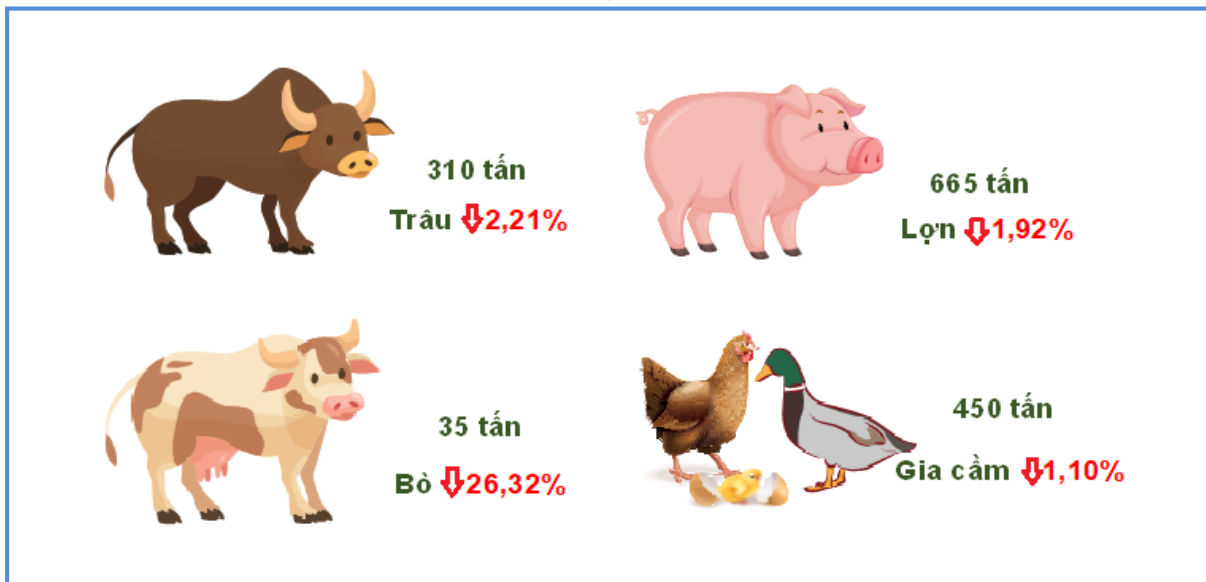 310 tấn
Trâu ⇩2,21%
665 tấn
Lợn ⇩1,92%
35 tấn
Bò ⇩26,32%
450 tấn
Gia cầm ⇩1,10%